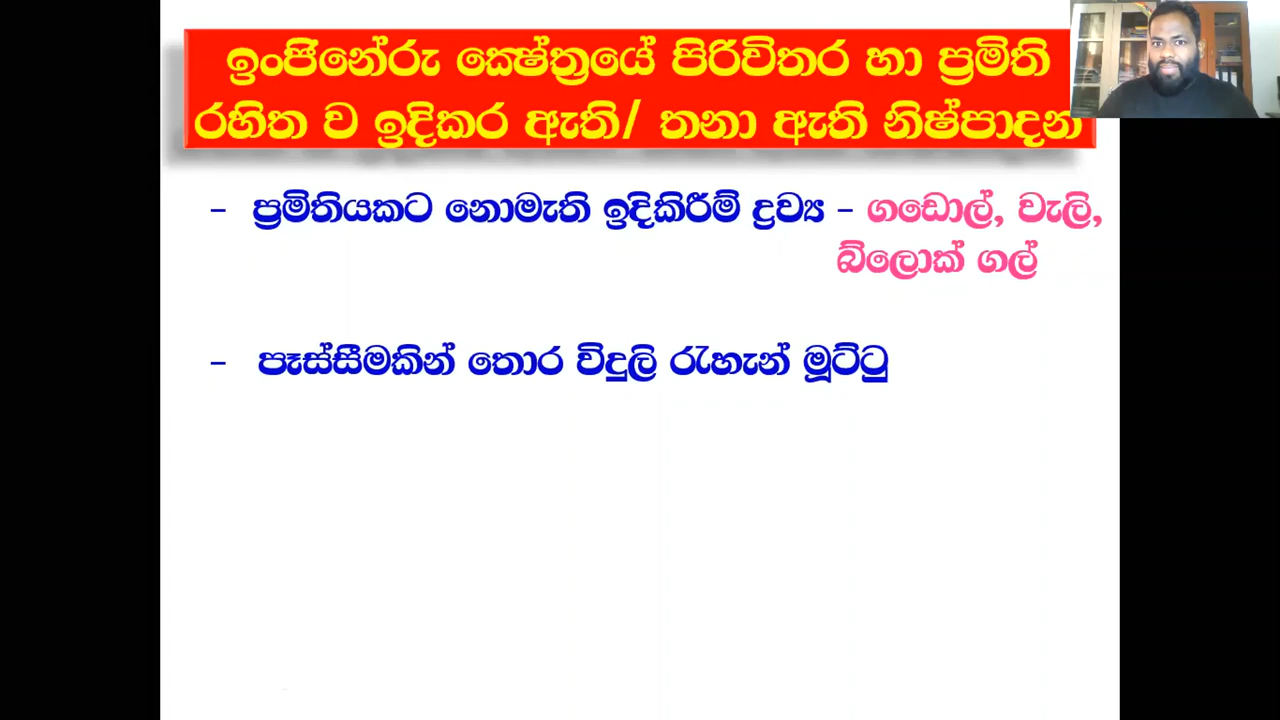 ඉංජිනේරු ක්‍ෂේත්‍රයේ පිරිවිතර හා ප්‍රමිති
රහිත ව ඉදිකර ඇති/ තනා ඇති නිෂ්පාදන
- ප්‍රමිතියකට නොමැති ඉදිකිරීම් ද්‍රව්‍ය - ගඩොල්, වැලි,
බ්ලොක් ගල්
- පෑස්සීමකින් තොර විදුලි රැහැන් මූට්ටු